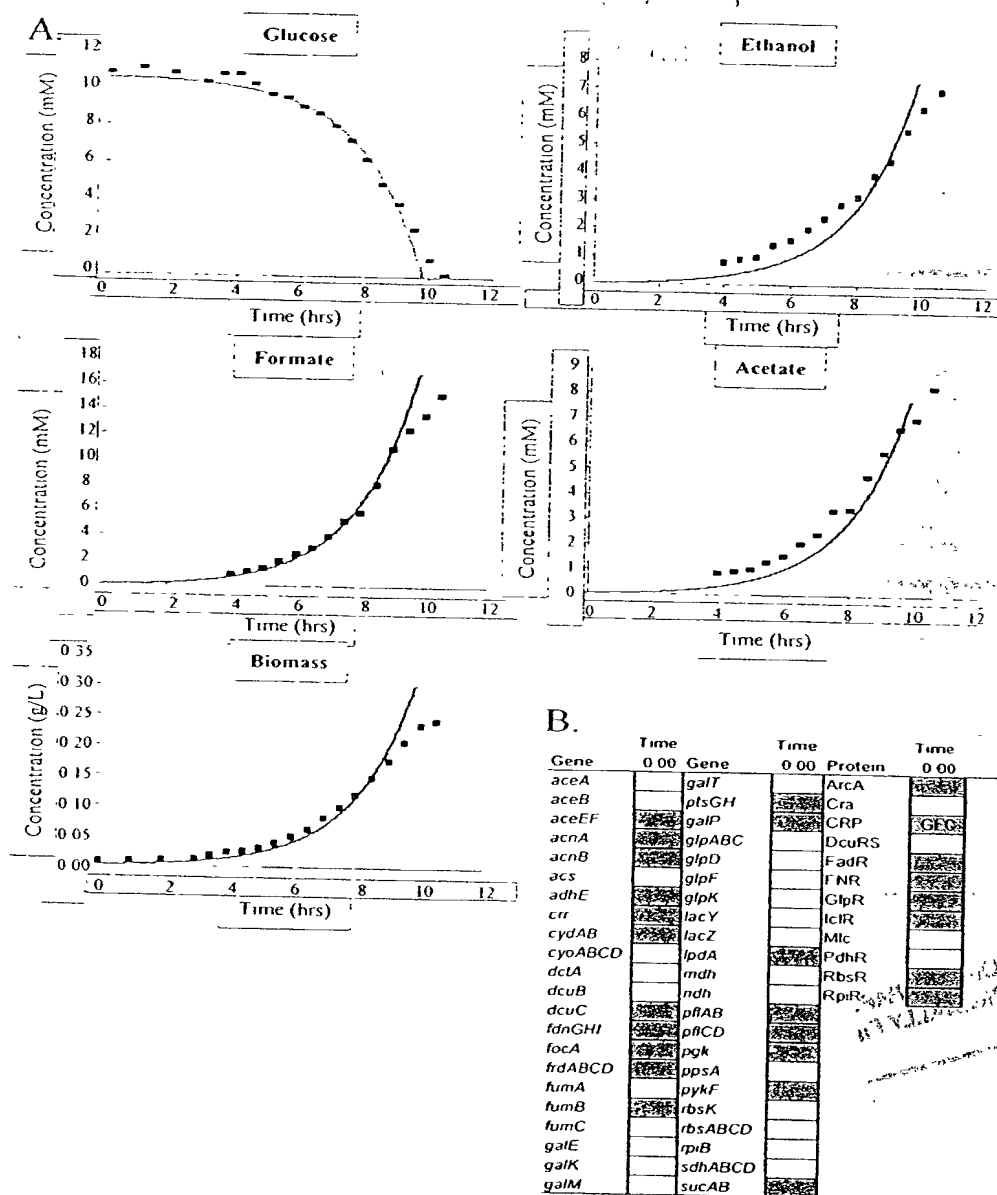 A.
Glucose
12
10
8
6
4
2
0
Concentration (mM)
0 2 4 6 8 10 12
Time (hrs)
Ethanol
8
7
6
5
4
3
2
1
0
Concentration (mM)
0 2 4 6 8 10 12
Time (hrs)
Formate
18
16
14
12
10
8
6
4
2
0
Concentration (mM)
0 2 4 6 8 10 12
Time (hrs)
Acetate
9
8
7
6
5
4
3
2
1
0
Concentration (mM)
0 2 4 6 8 10 12
Time (hrs)
Biomass
0 35
0 30
0 25
0 20
0 15
0 10
0 05
0 00
Concentration (g/L)
0 2 4 6 8 10 12
Time (hrs)
B.
Time Time Time
Gene 0 00 Gene 0 00 Protein 0 00
aceA galT ArcA
aceB ptsGH Cra
aceEF galP CRP GFG
acnA glpABC DcuRS
acnB glpD FadR
acs glpF FNR
adhE glpK GlpR
crr lacY IclR
cydAB lacZ Mlc
cyoABCD lpdA PdhR
dctA mdh RbsR
dcuB ndh RpiR
dcuC pflAB
fdnGHI pflCD
focA pgk
frdABCD ppsA
fumA pykF
fumB rbsK
fumC rbsABCD
galE rpiB
galK sdhABCD
galM sucAB